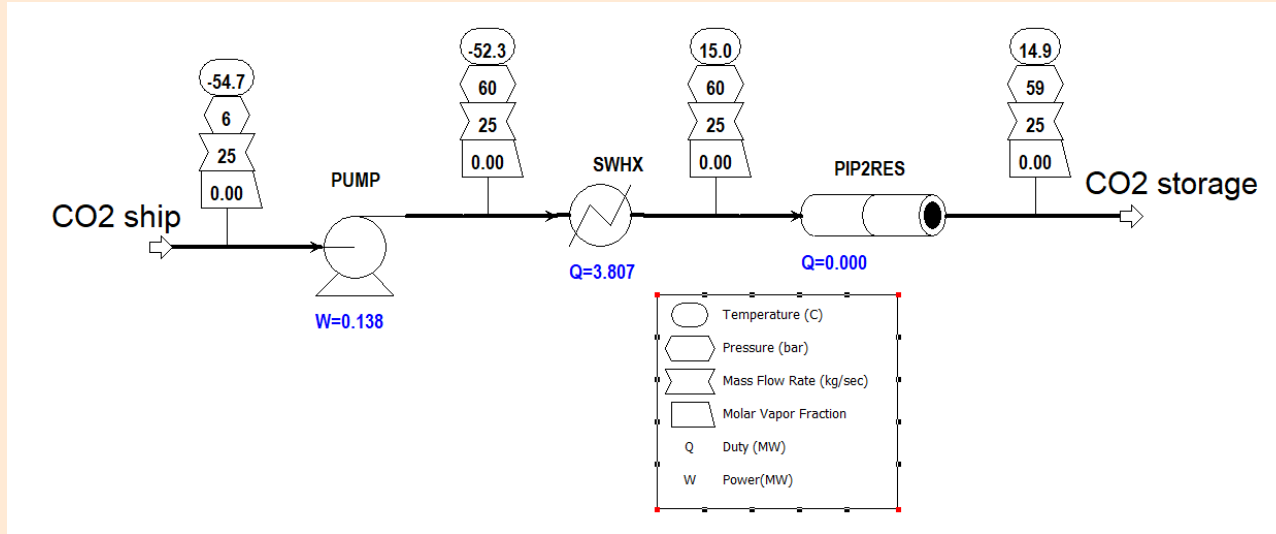 CO2 ship
-54.7
6
25
0.00
PUMP
W=0.138
-52.3
60
25
0.00
SWHX
Q=3.807
15.0
60
25
0.00
PIP2RES
Q=0.000
14.9
59
25
0.00
CO2 storage
Temperature (C)
Pressure (bar)
Mass Flow Rate (kg/sec)
Molar Vapor Fraction
Q Duty (MW)
W Power(MW)